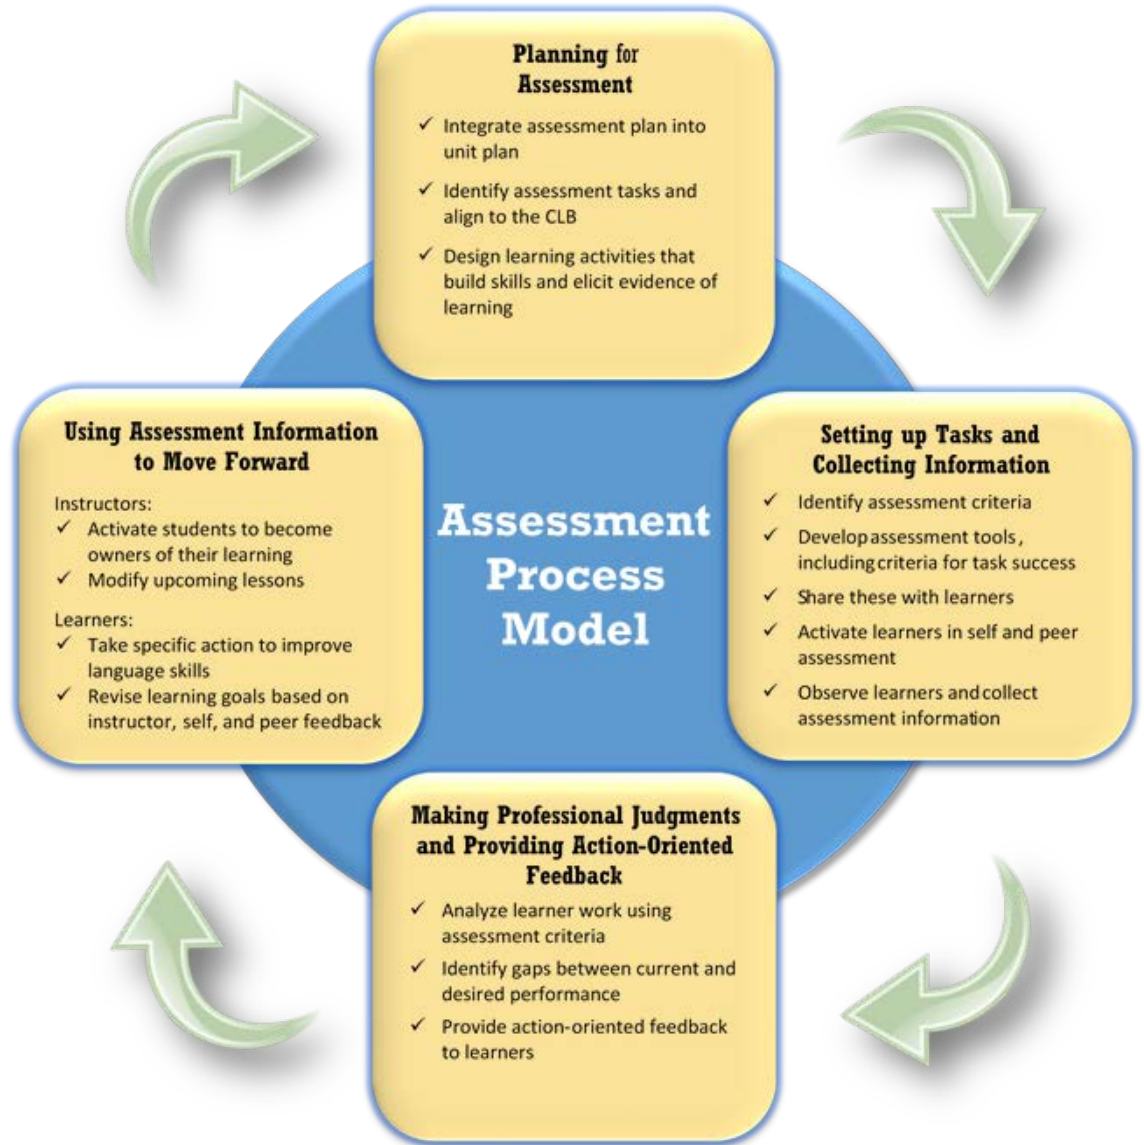 Planning for
Assessment
✓ Integrate assessment plan into
unit plan
✓ Identify assessment tasks and
align to the CLB
✓ Design learning activities that
build skills and elicit evidence of
learning
Using Assessment Information
to Move Forward
Instructors:
✓ Activate students to become
owners of their learning
✓ Modify upcoming lessons
Learners:
✓ Take specific action to improve
language skills
✓ Revise learning goals based on
instructor, self, and peer feedback
Assessment
Process
Model
Setting up Tasks and
Collecting Information
✓ Identify assessment criteria
✓ Develop assessment tools,
including criteria for task success
✓ Share these with learners
✓ Activate learners in self and peer
assessment
✓ Observe learners and collect
assessment information
Making Professional Judgments
and Providing Action-Oriented
Feedback
✓ Analyze learner work using
assessment criteria
✓ Identify gaps between current and
desired performance
✓ Provide action-oriented feedback
to learners